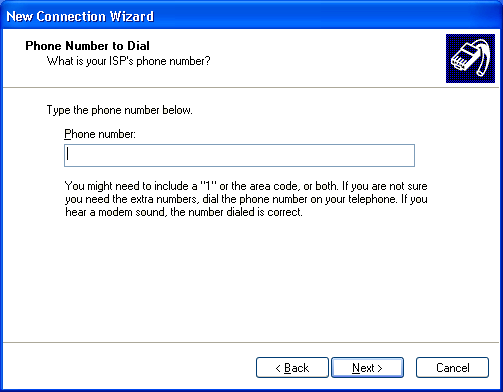 New Connection Wizard
Phone Number to Dial
What is your ISP's phone number?
Type the phone number below.
Phone number:
You might need to include a "1" or the area code, or both. If you are not sure
you need the extra numbers, dial the phone number on your telephone. If you
hear a modem sound, the number dialed is correct.
< Back Next > Cancel